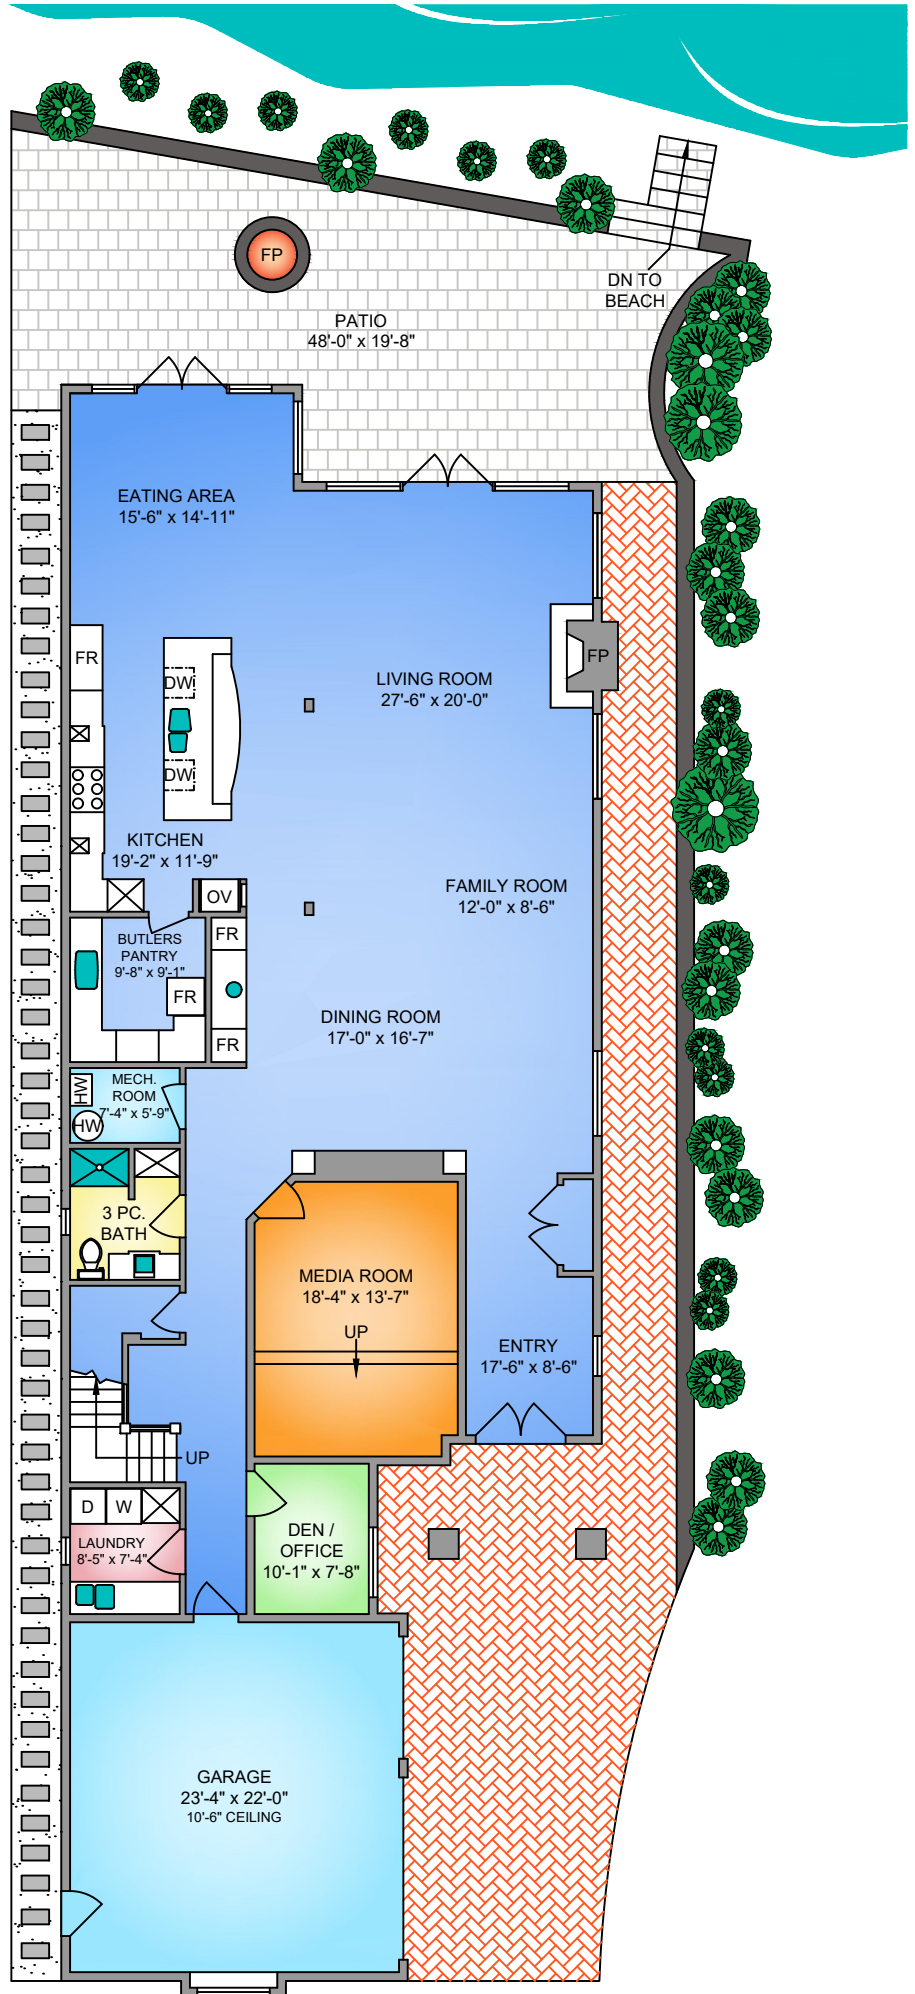 FP
DN TO
BEACH
PATIO
48'-0" x 19'-8"
EATING AREA
15'-6" x 14'-11"
FR
DW
LIVING ROOM
27'-6" x 20'-0"
FP
DW
KITCHEN
19'-2" x 11'-9"
FAMILY ROOM
12'-0" x 8'-6"
OV
BUTLERS
PANTRY
9'-8" x 9'-1"
FR
FR
FR
DINING ROOM
17'-0" x 16'-7"
MECH.
ROOM
7'-4" x 5'-9"
HW
HW
3 PC.
BATH
MEDIA ROOM
18'-4" x 13'-7"
UP
ENTRY
17'-6" x 8'-6"
UP
D
W
LAUNDRY
8'-5" x 7'-4"
DEN /
OFFICE
10'-1" x 7'-8"
GARAGE
23'-4" x 22'-0"
10'-6" CEILING